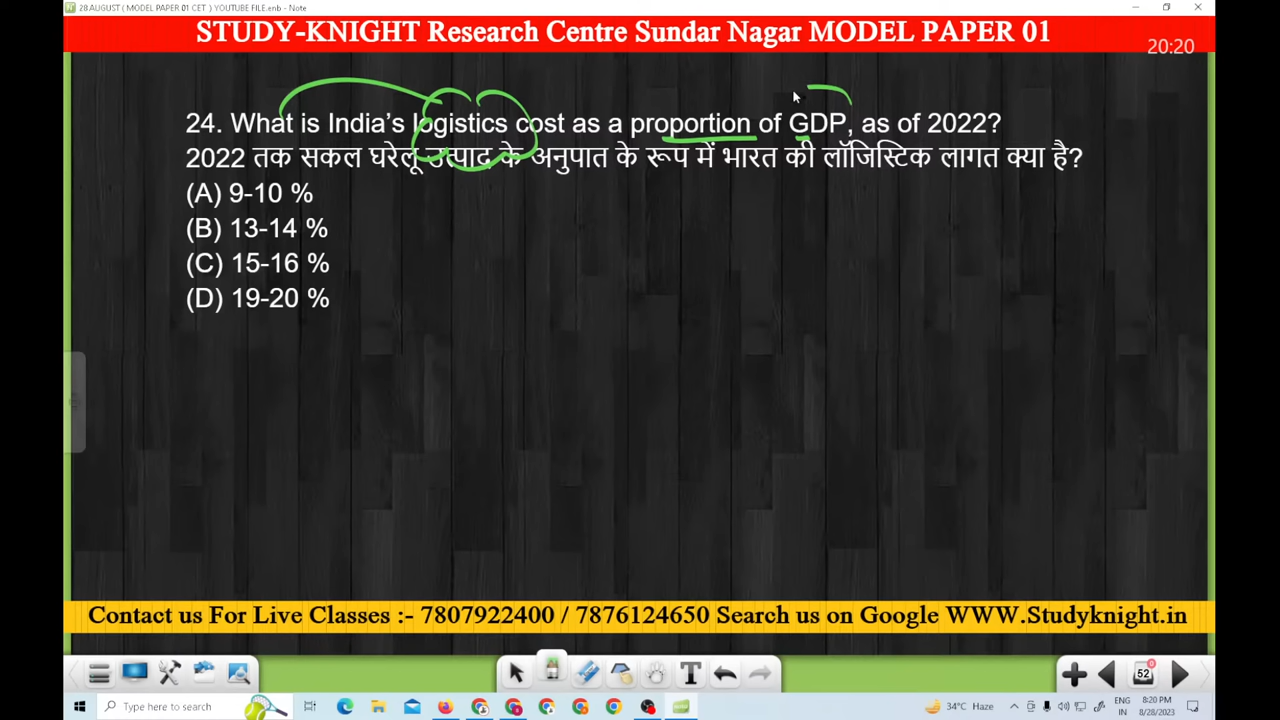 28 AUGUST ( MODEL PAPER 01 CET ) YOUTUBE FILE.enb - Note
STUDY-KNIGHT Research Centre Sundar Nagar MODEL PAPER 01
20:20
24. What is India's logistics cost as a proportion of GDP, as of 2022?
2022 तक सकल घरेलू उत्पाद के अनुपात के रूप में भारत की लॉजिस्टिक लागत क्या है?
(A) 9-10 %
(B) 13-14 %
(C) 15-16 %
(D) 19-20 %
Contact us For Live Classes :- 7807922400 / 7876124650 Search us on Google WWW.Studyknight.in
52
0
Type here to search
34°C Haze
ENG
IN
8:20 PM
8/28/2023